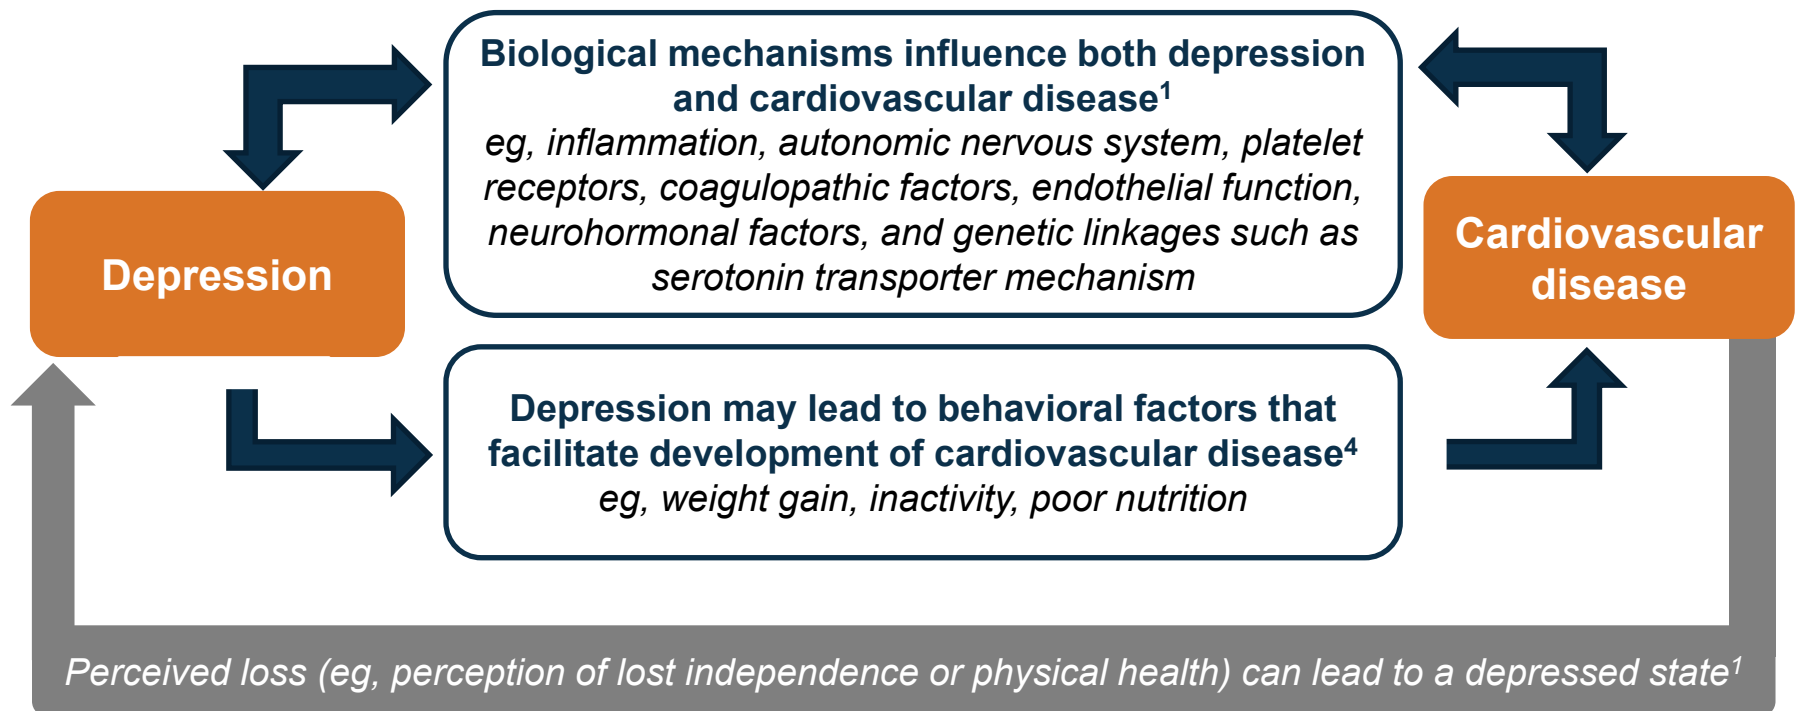 Biological mechanisms influence both depression
and cardiovascular disease¹
eg, inflammation, autonomic nervous system, platelet
receptors, coagulopathic factors, endothelial function,
neurohormonal factors, and genetic linkages such as
serotonin transporter mechanism
Depression
Cardiovascular
disease
Depression may lead to behavioral factors that
facilitate development of cardiovascular disease⁴
eg, weight gain, inactivity, poor nutrition
Perceived loss (eg, perception of lost independence or physical health) can lead to a depressed state¹